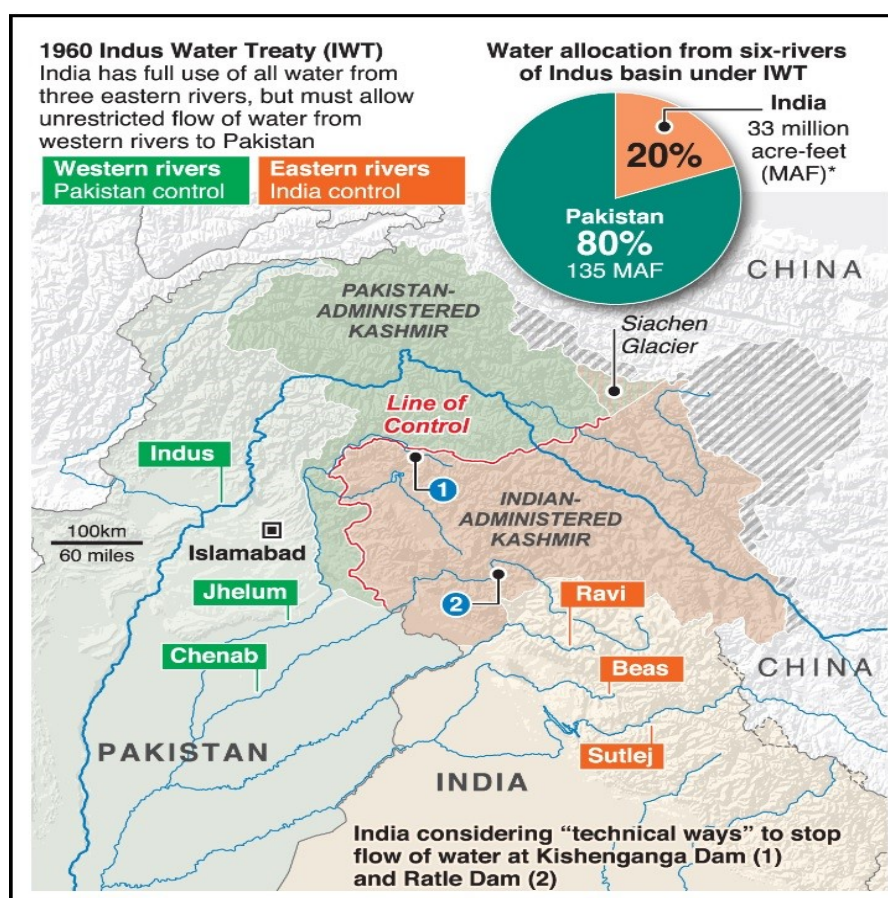 1960 Indus Water Treaty (IWT)
India has full use of all water from
three eastern rivers, but must allow
unrestricted flow of water from
western rivers to Pakistan
Western rivers
Pakistan control
Eastern rivers
India control
Water allocation from six-rivers
of Indus basin under IWT
India
33 million
acre-feet
(MAF)*
20%
Pakistan
80%
135 MAF
CHINA
PAKISTAN-
ADMINISTERED
KASHMIR
Siachen
Glacier
Line of
Control
Indus
1
INDIAN-
ADMINISTERED
KASHMIR
100km
60 miles
Islamabad
Jhelum
2
Ravi
Chenab
Beas
CHINA
PAKISTAN
Sutlej
INDIA
India considering “technical ways” to stop
flow of water at Kishenganga Dam (1)
and Ratle Dam (2)